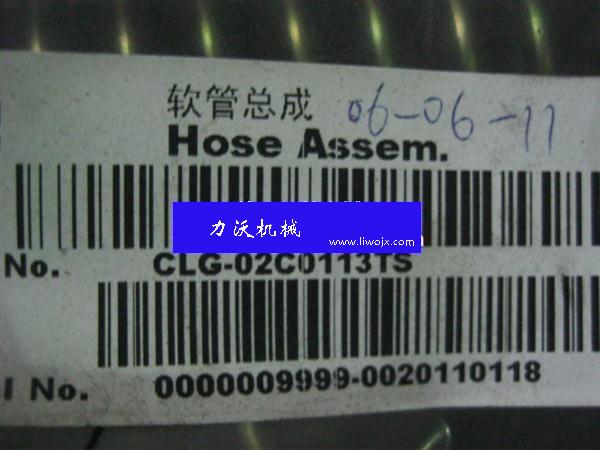 软管总成 06-06-11
Hose Assem.
力沃机械
www.liwojx.com
No. CLG-02C0113TS
l No. 0000009999-0020110118